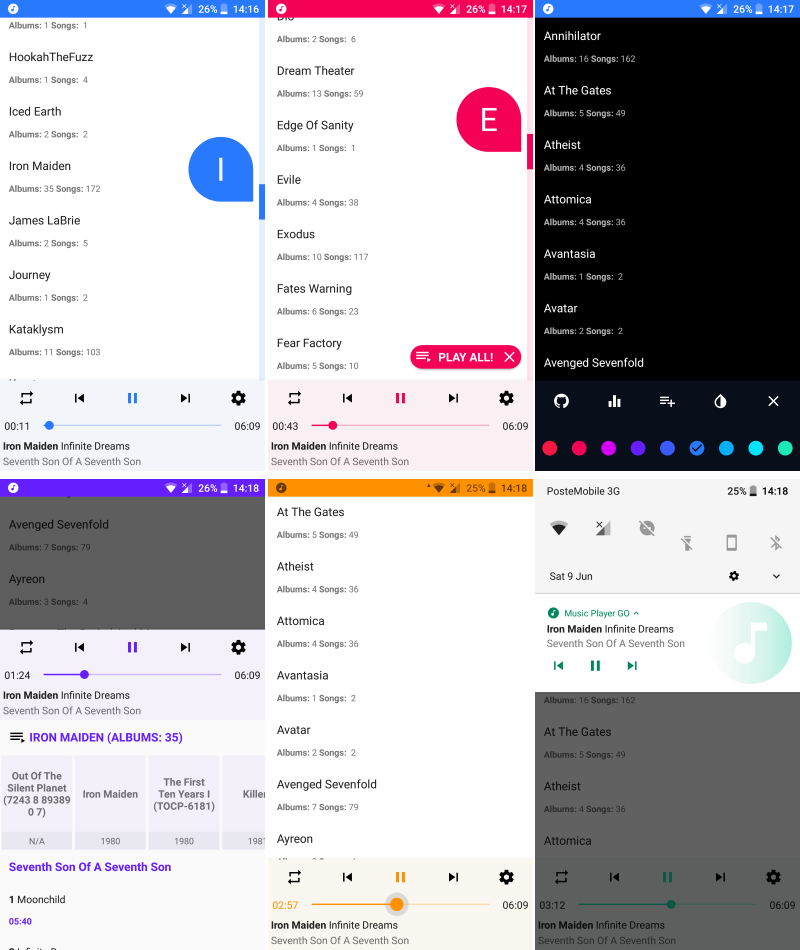 26% 14:16
Albums: 1 Songs: 1
HookahTheFuzz
Albums: 1 Songs: 4
Iced Earth
Albums: 2 Songs: 2
Iron Maiden
Albums: 35 Songs: 172
I
James LaBrie
Albums: 2 Songs: 5
Journey
Albums: 1 Songs: 2
Kataklysm
Albums: 11 Songs: 103
00:11
06:09
Iron Maiden Infinite Dreams
Seventh Son Of A Seventh Son
26% 14:17
Dio
Albums: 2 Songs: 6
Dream Theater
Albums: 13 Songs: 59
E
Edge Of Sanity
Albums: 1 Songs: 1
Evile
Albums: 4 Songs: 38
Exodus
Albums: 10 Songs: 117
Fates Warning
Albums: 6 Songs: 23
Fear Factory
Albums: 5 Songs: 10
PLAY ALL!
00:43
06:09
Iron Maiden Infinite Dreams
Seventh Son Of A Seventh Son
26% 14:17
Annihilator
Albums: 16 Songs: 162
At The Gates
Albums: 5 Songs: 49
Atheist
Albums: 4 Songs: 36
Attomica
Albums: 4 Songs: 36
Avantasia
Albums: 1 Songs: 2
Avatar
Albums: 2 Songs: 2
Avenged Sevenfold
26% 14:18
Avenged Sevenfold
Albums: 7 Songs: 79
Ayreon
Albums: 3 Songs: 4
01:24
06:09
Iron Maiden Infinite Dreams
Seventh Son Of A Seventh Son
IRON MAIDEN (ALBUMS: 35)
Out Of The
Silent Planet
(7243 8 89389
0 7)
N/A
Iron Maiden
1980
The First
Ten Years I
(TOCP-6181)
1980
Killer
198
Seventh Son Of A Seventh Son
1 Moonchild
05:40
25% 14:18
At The Gates
Albums: 5 Songs: 49
Atheist
Albums: 4 Songs: 36
Attomica
Albums: 4 Songs: 36
Avantasia
Albums: 1 Songs: 2
Avatar
Albums: 2 Songs: 2
Avenged Sevenfold
Albums: 7 Songs: 79
Ayreon
02:57
06:09
Iron Maiden Infinite Dreams
Seventh Son Of A Seventh Son
PosteMobile 3G
25% 14:18
Sat 9 Jun
Music Player GO
Iron Maiden Infinite Dreams
Seventh Son Of A Seventh Son
Albums: 16 Songs: 162
At The Gates
Albums: 5 Songs: 49
Atheist
Albums: 4 Songs: 36
Attomica
03:12
06:09
Iron Maiden Infinite Dreams
Seventh Son Of A Seventh Son